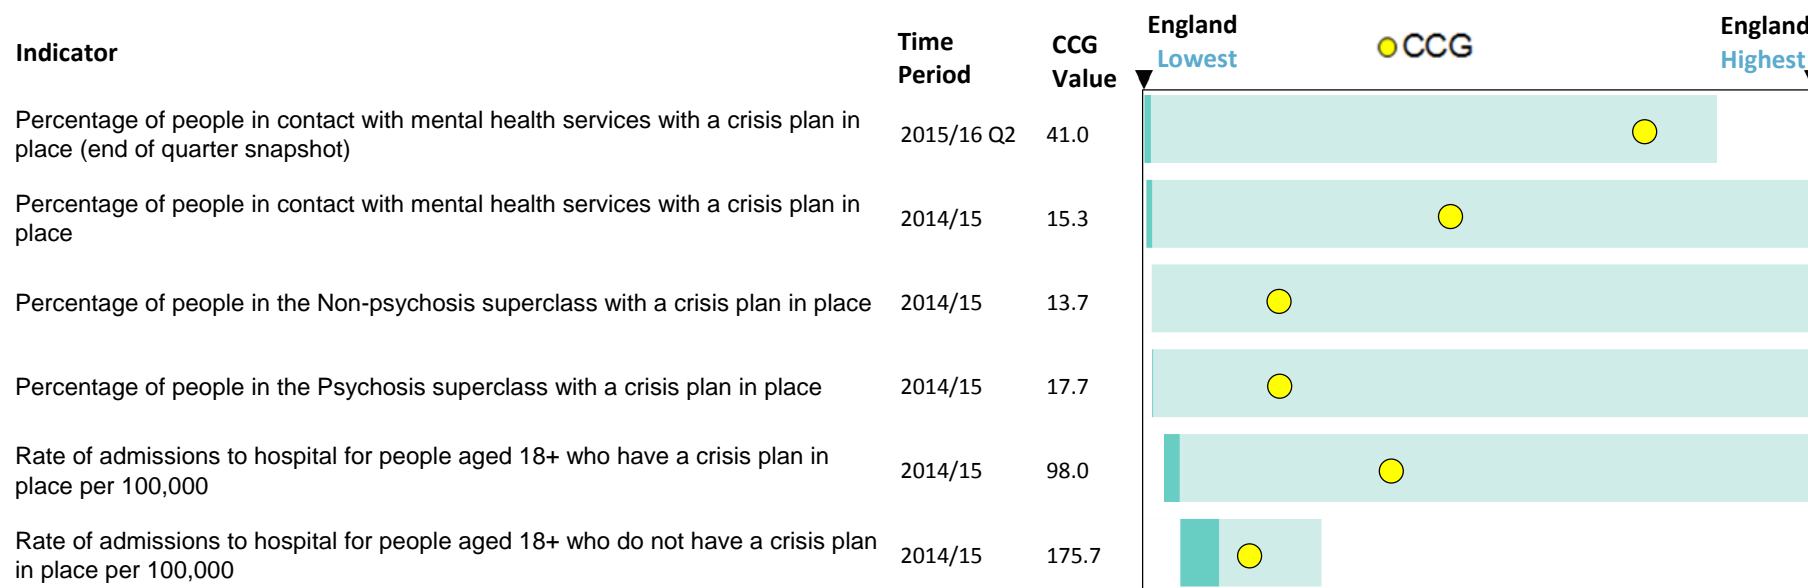 Indicator
Time
Period
CCG
Value
England
Lowest
CCG
England
Highest
Percentage of people in contact with mental health services with a crisis plan in
place (end of quarter snapshot)
2015/16 Q2
41.0
Percentage of people in contact with mental health services with a crisis plan in
place
2014/15
15.3
Percentage of people in the Non-psychosis superclass with a crisis plan in place
2014/15
13.7
Percentage of people in the Psychosis superclass with a crisis plan in place
2014/15
17.7
Rate of admissions to hospital for people aged 18+ who have a crisis plan in
place per 100,000
2014/15
98.0
Rate of admissions to hospital for people aged 18+ who do not have a crisis plan
in place per 100,000
2014/15
175.7